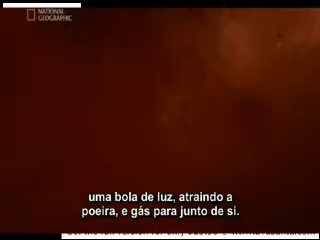 NATIONAL
GEOGRAPHIC
uma bola de luz, atraindo a
poeira, e gás para junto de si.